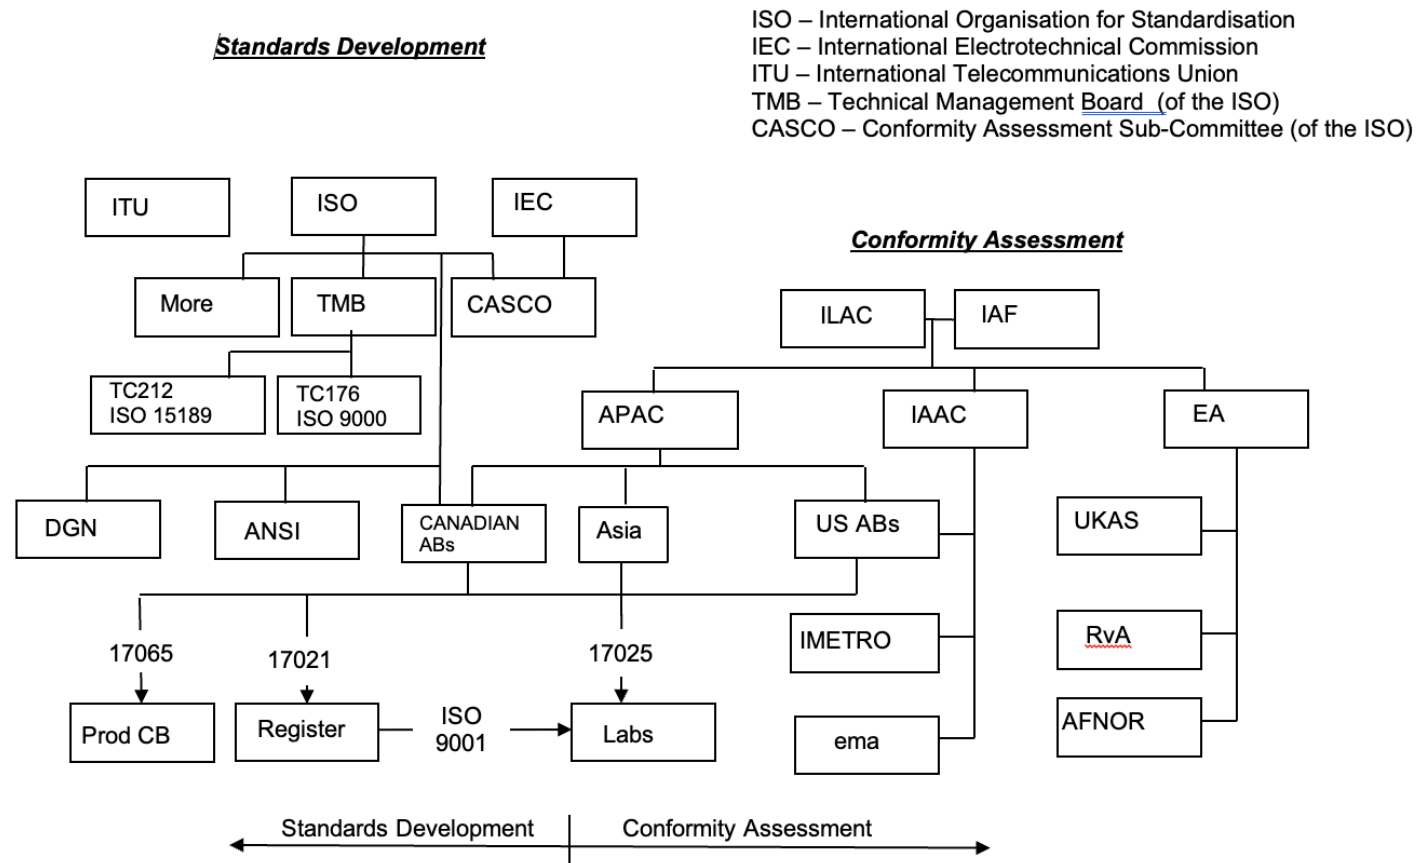 Standards Development
ISO – International Organisation for Standardisation
IEC – International Electrotechnical Commission
ITU – International Telecommunications Union
TMB – Technical Management Board  (of the ISO)
CASCO – Conformity Assessment Sub-Committee (of the ISO)
ITU
ISO
IEC
Conformity Assessment
More
TMB
CASCO
ILAC
IAF
TC212
ISO 15189
TC176
ISO 9000
APAC
IAAC
EA
DGN
ANSI
CANADIAN
ABs
Asia
US ABs
UKAS
17065
17021
17025
IMETRO
RvA
Prod CB
Register
ISO
9001
Labs
ema
AFNOR
Standards Development
Conformity Assessment